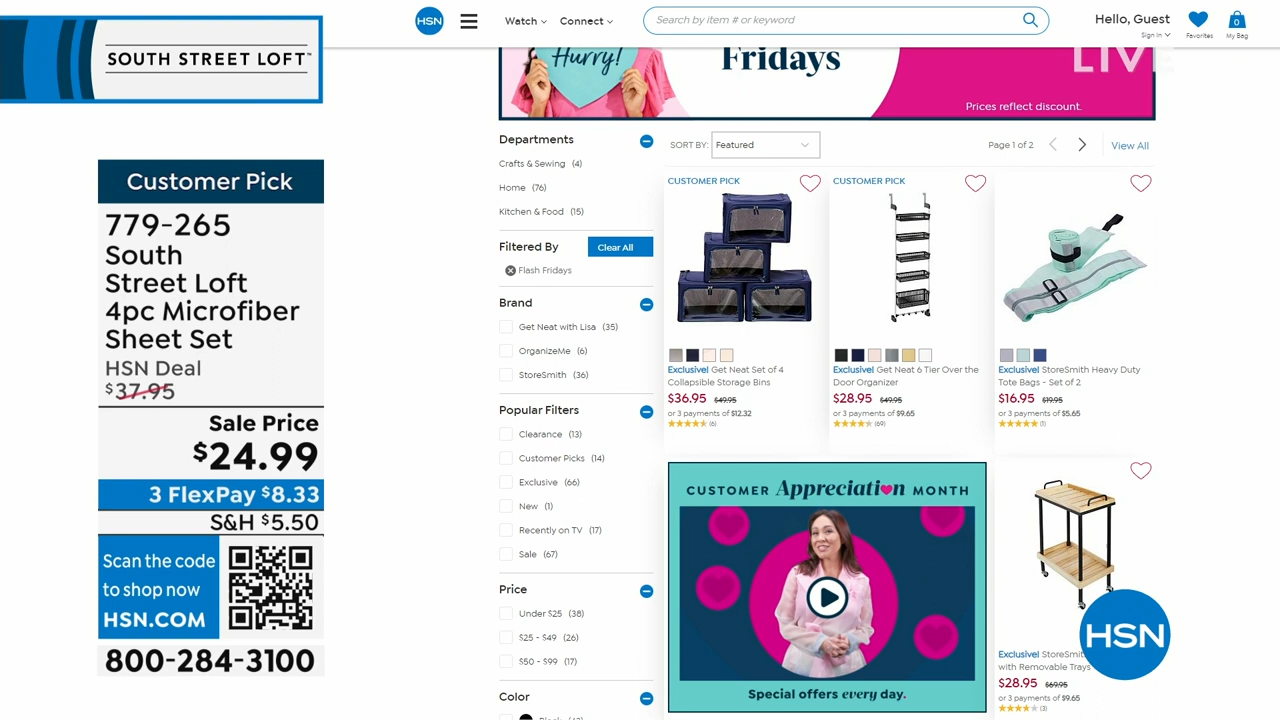 SOUTH STREET LOFT™
Customer Pick
779-265
South
Street Loft
4pc Microfiber
Sheet Set
HSN Deal
$37.95
Sale Price
$24.99
3 FlexPay $8.33
S&H $5.50
Scan the code
to shop now
HSN.COM
800-284-3100
HSN
Watch
Connect
Search by item # or keyword
Hello, Guest
Sign in
Favorites
0
My Bag
LIVE
Hurry!
Fridays
Prices reflect discount.
Departments
Crafts & Sewing (4)
Home (76)
Kitchen & Food (15)
Filtered By
Clear All
Flash Fridays
Brand
Get Neat with Lisa (35)
OrganizeMe (6)
StoreSmith (36)
Popular Filters
Clearance (13)
Customer Picks (14)
Exclusive (66)
New (1)
Recently on TV (17)
Sale (67)
Price
Under $25 (38)
$25 - $49 (26)
$50 - $99 (17)
Color
SORT BY: Featured
Page 1 of 2
View All
CUSTOMER PICK
Exclusive! Get Neat Set of 4
Collapsible Storage Bins
$36.95 $49.95
or 3 payments of $12.32
(6)
CUSTOMER PICK
Exclusive! Get Neat 6 Tier Over the
Door Organizer
$28.95 $49.95
or 3 payments of $9.65
(69)
Exclusive! StoreSmith Heavy Duty
Tote Bags - Set of 2
$16.95 $19.95
or 3 payments of $5.65
(1)
CUSTOMER Appreciation MONTH
Special offers every day.
Exclusive! StoreSmit
with Removable Trays
$28.95 $69.95
or 3 payments of $9.65
(3)
HSN